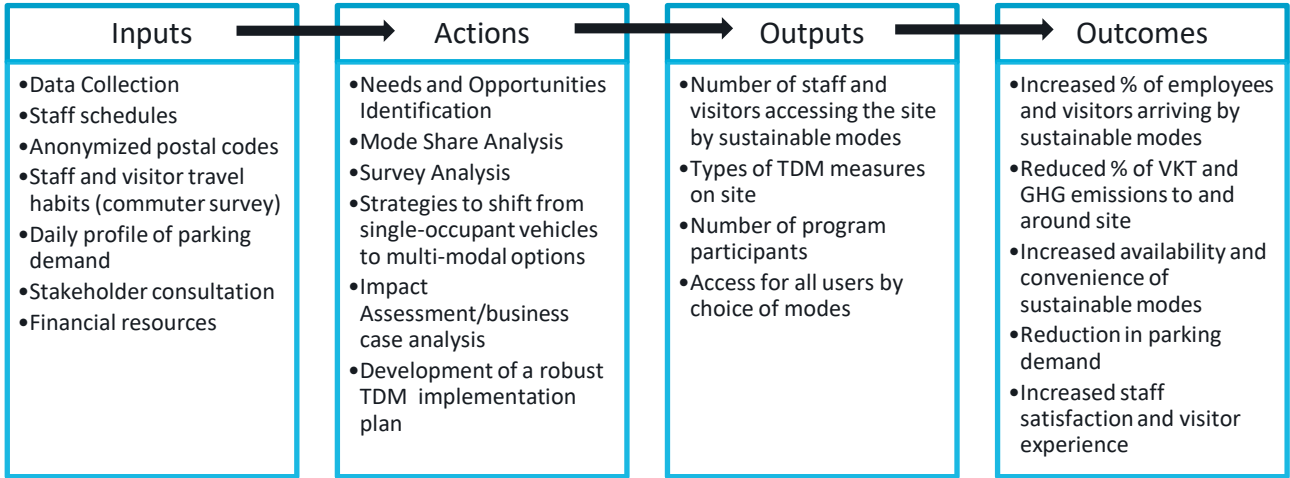 Inputs
•Data Collection
•Staff schedules
•Anonymized postal codes
•Staff and visitor travel
habits (commuter survey)
•Daily profile of parking
demand
•Stakeholder consultation
•Financial resources
Actions
•Needs and Opportunities
Identification
•Mode Share Analysis
•Survey Analysis
•Strategies to shift from
single-occupant vehicles
to multi-modal options
•Impact
Assessment/business
case analysis
•Development of a robust
TDM implementation
plan
Outputs
•Number of staff and
visitors accessing the site
by sustainable modes
•Types of TDM measures
on site
•Number of program
participants
•Access for all users by
choice of modes
Outcomes
•Increased % of employees
and visitors arriving by
sustainable modes
•Reduced % of VKT and
GHG emissions to and
around site
•Increased availability and
convenience of
sustainable modes
•Reduction in parking
demand
•Increased staff
satisfaction and visitor
experience